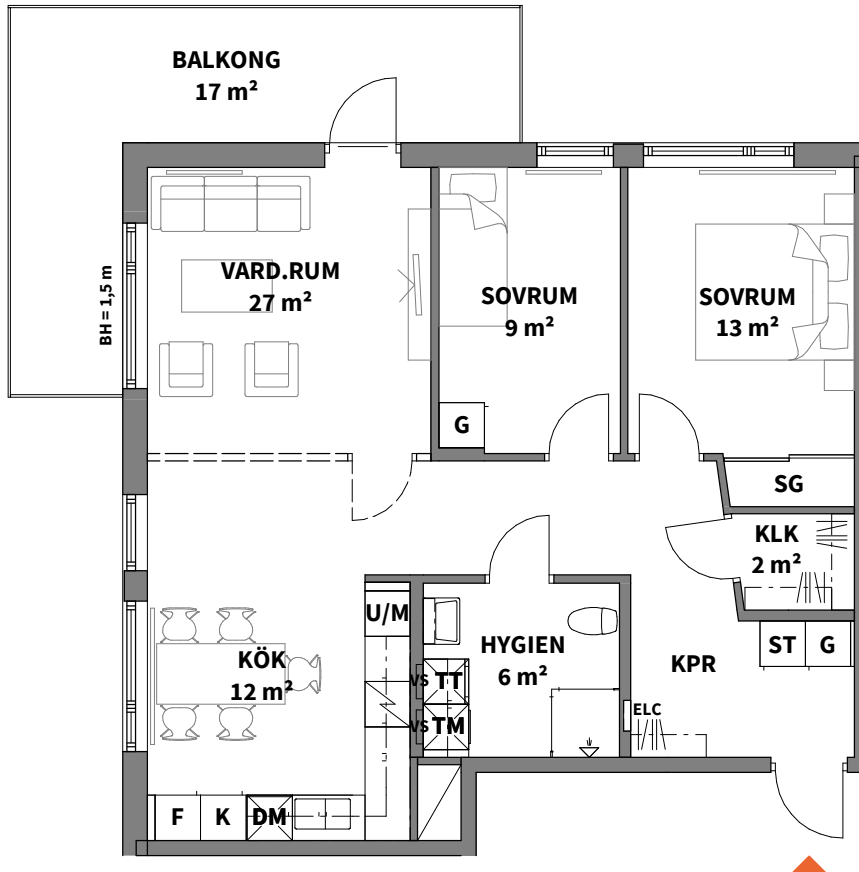 BALKONG
17 m²
BH = 1,5 m
VARD.RUM
27 m²
SOVRUM
9 m²
SOVRUM
13 m²
G
SG
KLK
2 m²
U/M
HYGIEN
6 m²
ST
G
KPR
KÖK
12 m²
VS
TT
VS
TM
ELC
F
K
DM